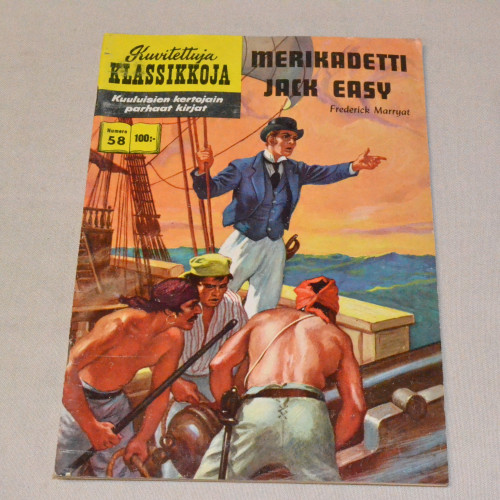 Kuvitettuja
KLASSIKKOJA
Kuuluisien kertojain
parhaat kirjat
Numero
58
100:-
MERIKADETTI
JACK EASY
Frederick Marryat